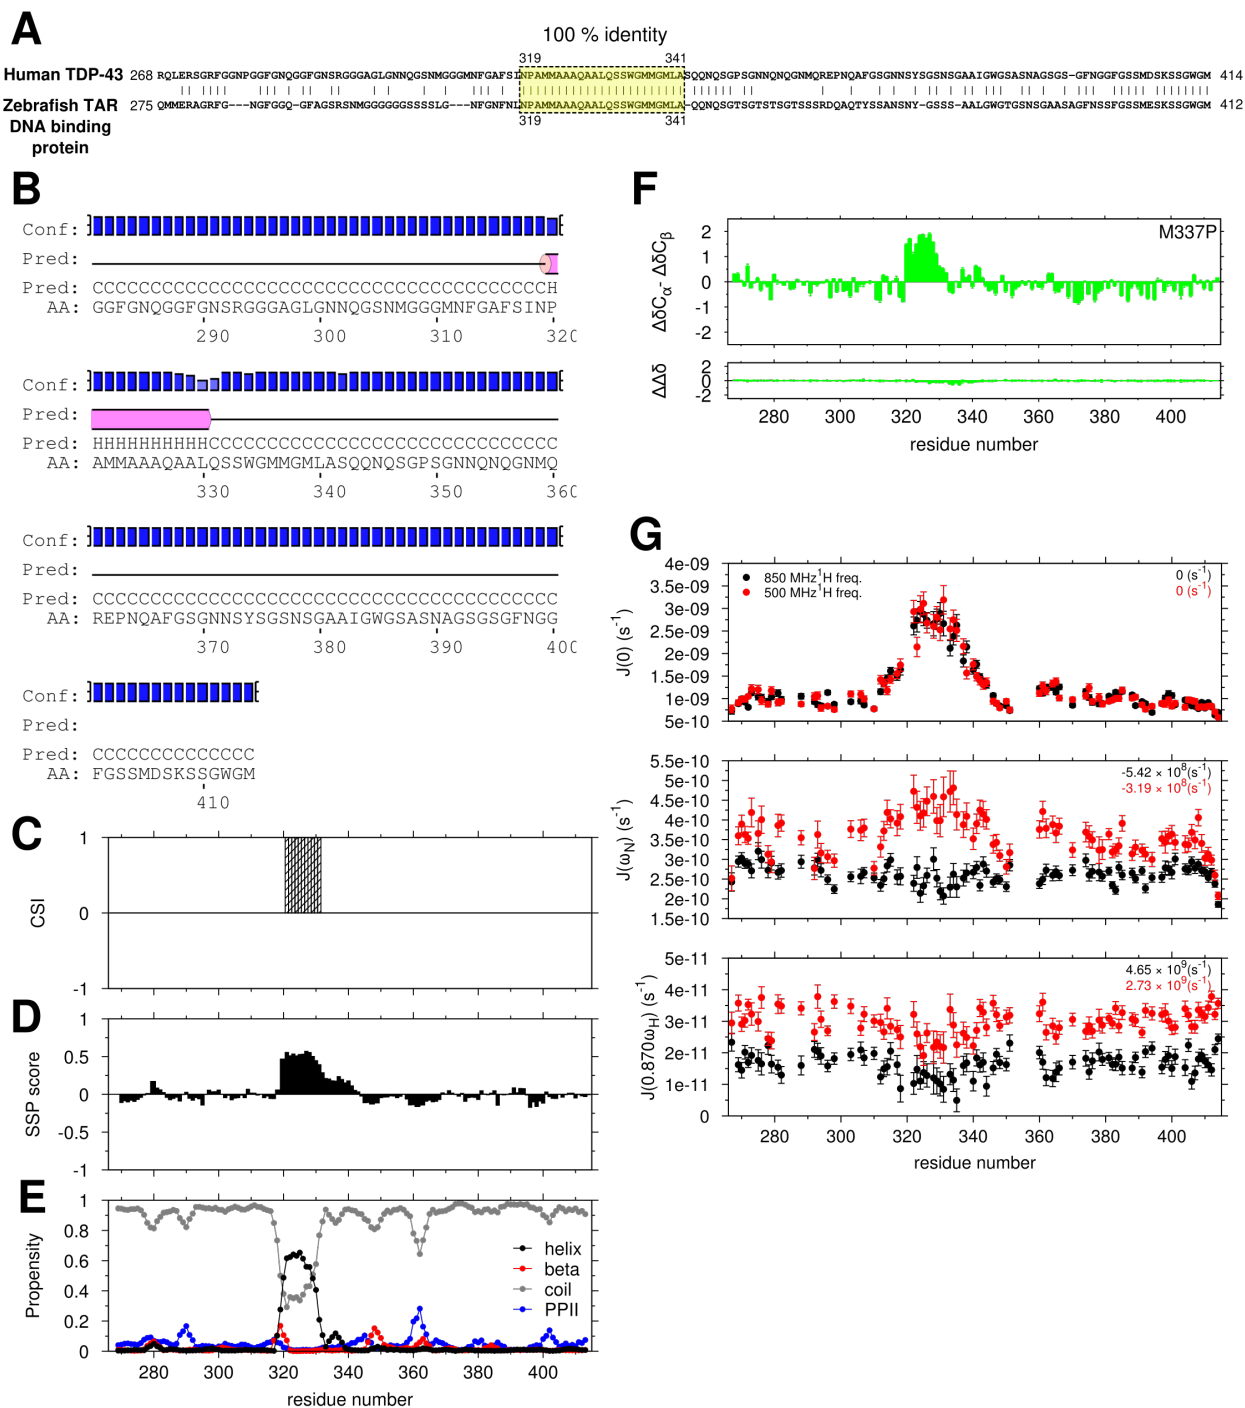 A
100 % identity
319 341
Human TDP-43 268 RQLERSGRFGGNPGGFGNQGGFGNSRGGGAGLGNNQGSNMGGGMNFGAFSINPAMMAAAQAALQSSWGMMGMLASQQNQSGPSGNNQNQGNMQREPNQAFGSGNNSYSGSNSGAAIGWGSASNAGSGS-GFNGGFGSSMDSKSSGWGM 414
Zebrafish TAR 275 QMMERAGRFG---NGFGGQ-GFAGSRSNMGGGGGGSSSSLG---NFGNFNLNPAMMAAAQAALQSSWGMMGMLA-QQNQSGTSGTSTSGTSSSRDQAQTYSSANSNY-GSSS-AALGWGTGSNSGAASAGFNSSFGSSMESKSSGWGM 412
DNA binding 319 341
protein
B
Conf:
Pred:
Pred: CCCCCCCCCCCCCCCCCCCCCCCCCCCCCCCCCCCCCCCH
AA: GGFGNQGGFGNSRGGGAGLGNNQGSNMGGGMNFGAFSINP
290 300 310 320
Conf:
Pred:
Pred: HHHHHHHHHHCCCCCCCCCCCCCCCCCCCCCCCCCCCCCC
AA: AMMAAAQAALQSSWGMMGMLASQQNQSGPSGNNQNQGNMQ
330 340 350 360
Conf:
Pred:
Pred: CCCCCCCCCCCCCCCCCCCCCCCCCCCCCCCCCCCCCCCC
AA: REPNQAFGSGNNSYSGSNSGAAIGWGSASNAGSGSGFNGG
370 380 390 400
Conf:
Pred:
Pred: CCCCCCCCCCCCCC
AA: FGSSMDSKSSGWGM
410
C
1
0
-1
CSI
D
1
0.5
0
-0.5
-1
SSP score
E
1
0.8
0.6
0.4
0.2
0
Propensity
helix
beta
coil
PPII
280 300 320 340 360 380 400
residue number
F
M337P
2
1
0
-1
-2
ΔδCα- ΔδCβ
2
0
-2
ΔΔδ
280 300 320 340 360 380 400
residue number
G
4e-09
3.5e-09
3e-09
2.5e-09
2e-09
1.5e-09
1e-09
5e-10
J(0) (s-1)
850 MHz1H freq.
500 MHz1H freq.
0 (s-1)
0 (s-1)
5.5e-10
5e-10
4.5e-10
4e-10
3.5e-10
3e-10
2.5e-10
2e-10
1.5e-10
J(ωN) (s-1)
-5.42 × 10^8(s-1)
-3.19 × 10^8(s-1)
5e-11
4e-11
3e-11
2e-11
1e-11
0
J(0.870ωH) (s-1)
4.65 × 10^9(s-1)
2.73 × 10^9(s-1)
280 300 320 340 360 380 400
residue number